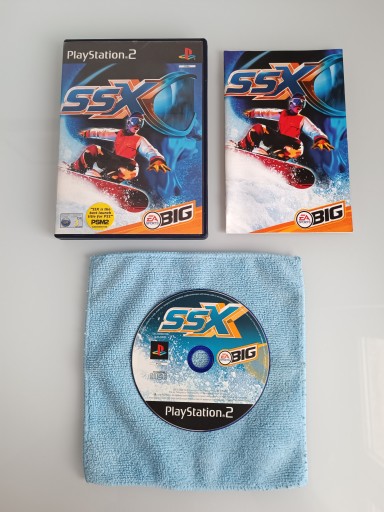 PlayStation.2
SSX
"SSX is the
best launch
title for PS2"
PSM2
EA
BIG
SSX
EA
BIG
SSX
EA
BIG
PlayStation.2